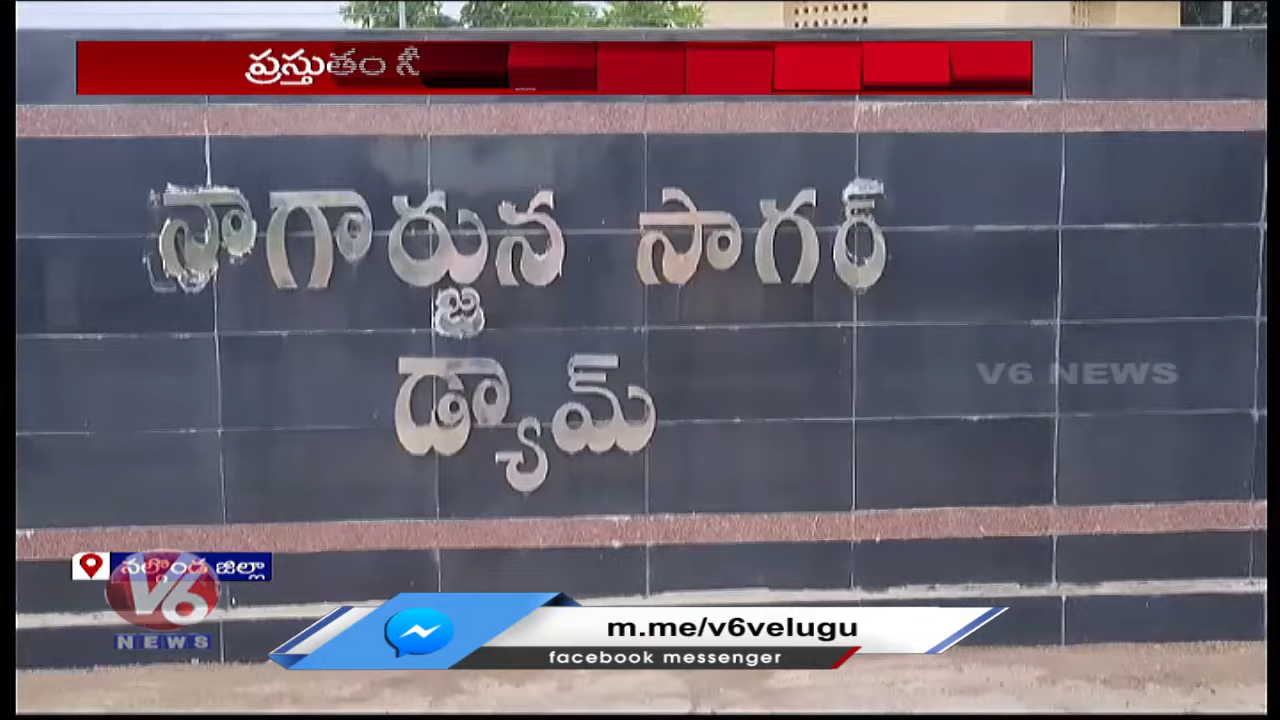 ప్రస్తుతం
నాగార్జున సాగర్
డ్యామ్
V6 NEWS
నల్గొండ జిల్లా
V6
NEWS
m.me/v6velugu
facebook messenger